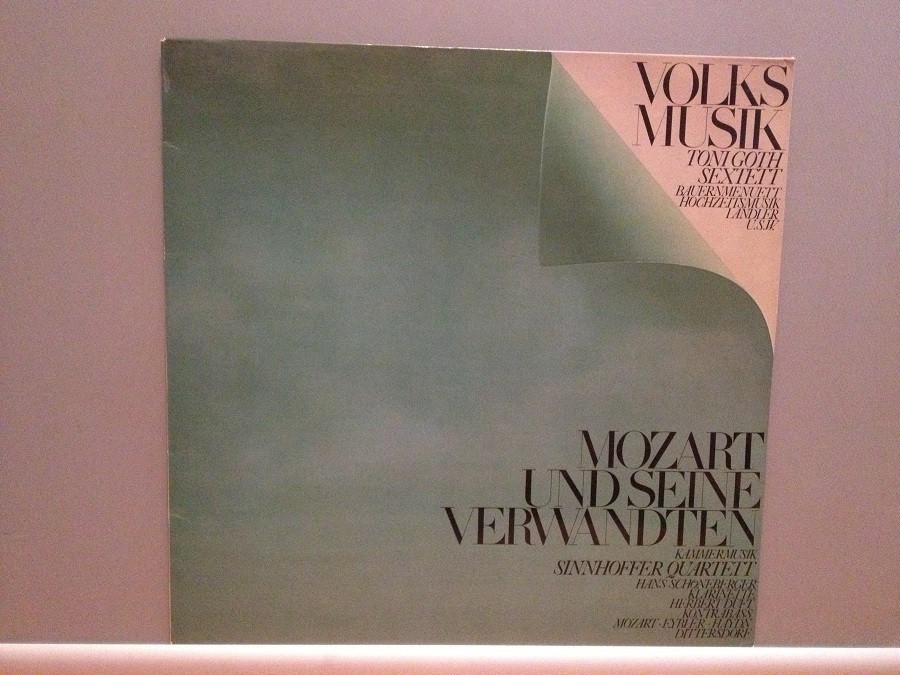 VOLKS
MUSIK
TONI GOTH
SEXTETT
BAUERNMENUETT
HOCHZEITSMUSIK
LÄNDLER
U.S.W.
MOZART
UND SEINE
VERWANDTEN
KAMMERMUSIK
SINNHOFFER QUARTETT
HANS SCHÖNEBERGER
KLARINETTE
HERBERT DUFT
KONTRABASS
MOZART · EYBLER · HAYDN
DITTERSDORF